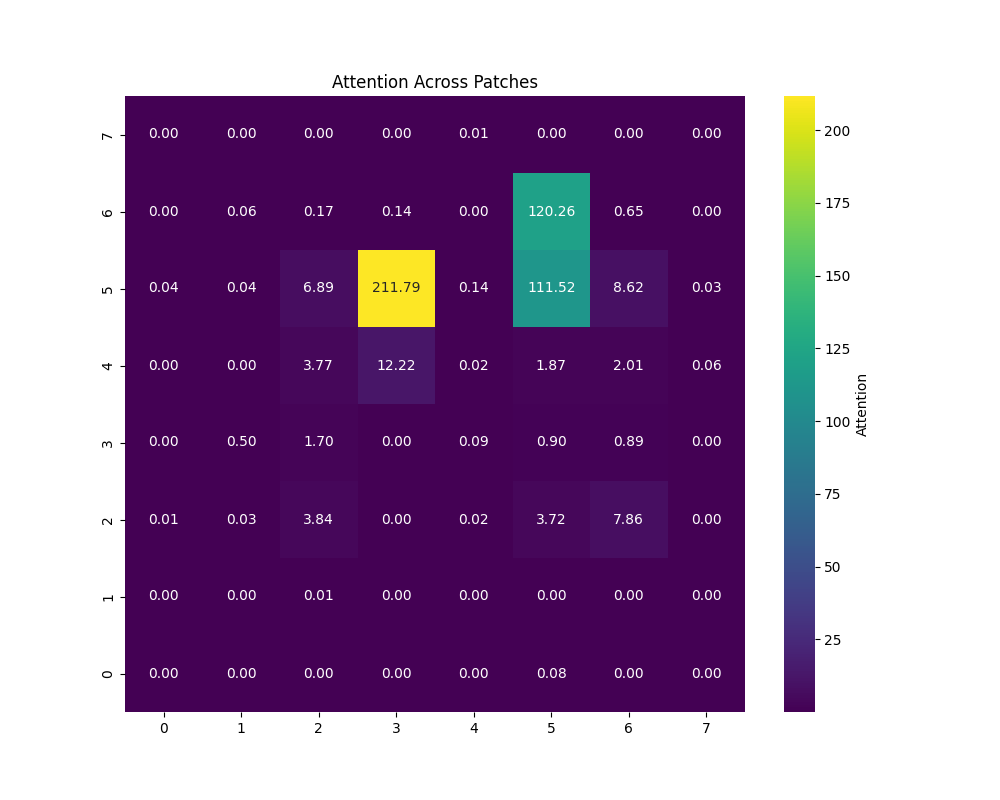 Attention Across Patches
7 0.00 0.00 0.00 0.00 0.01 0.00 0.00 0.00
6 0.00 0.06 0.17 0.14 0.00 120.26 0.65 0.00
5 0.04 0.04 6.89 211.79 0.14 111.52 8.62 0.03
4 0.00 0.00 3.77 12.22 0.02 1.87 2.01 0.06
3 0.00 0.50 1.70 0.00 0.09 0.90 0.89 0.00
2 0.01 0.03 3.84 0.00 0.02 3.72 7.86 0.00
1 0.00 0.00 0.01 0.00 0.00 0.00 0.00 0.00
0 0.00 0.00 0.00 0.00 0.00 0.08 0.00 0.00
0 1 2 3 4 5 6 7
200
175
150
125
100
75
50
25
Attention